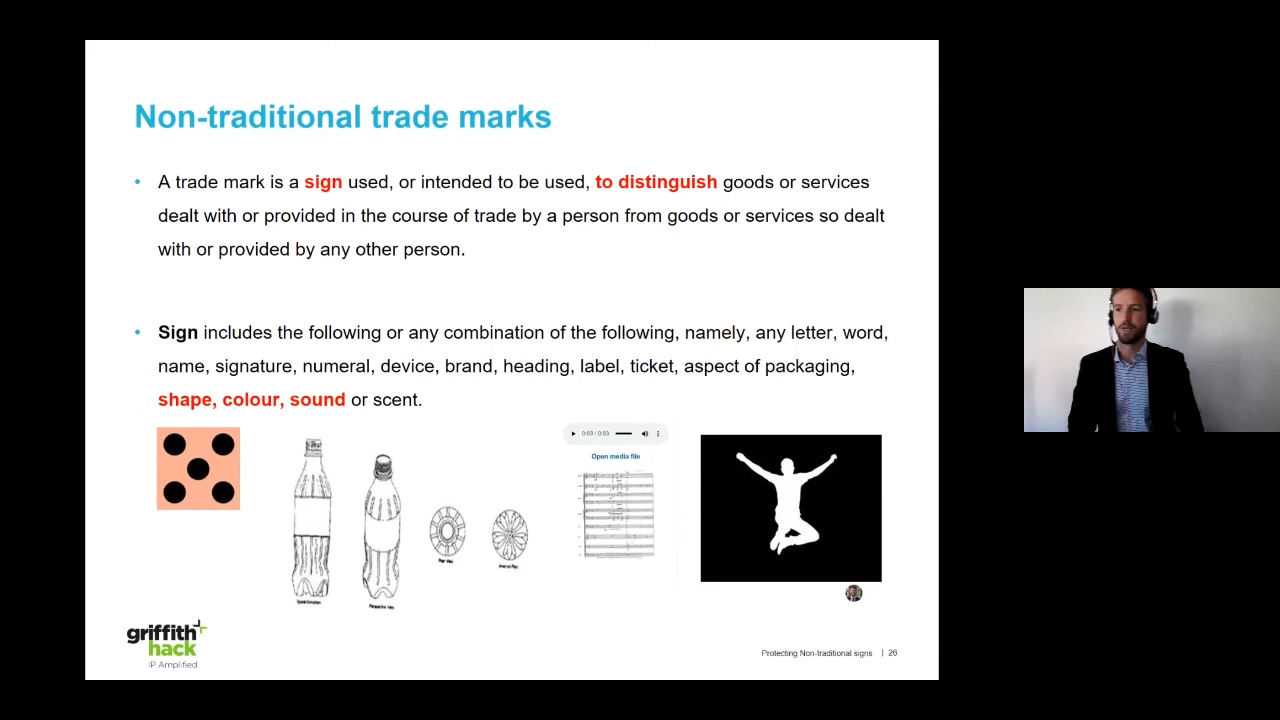 Non-traditional trade marks
• A trade mark is a sign used, or intended to be used, to distinguish goods or services
dealt with or provided in the course of trade by a person from goods or services so dealt
with or provided by any other person.
• Sign includes the following or any combination of the following, namely, any letter, word,
name, signature, numeral, device, brand, heading, label, ticket, aspect of packaging,
shape, colour, sound or scent.
0:03 / 0:03
Open media file
griffith
hack
IP Amplified
Protecting Non-traditional signs | 26